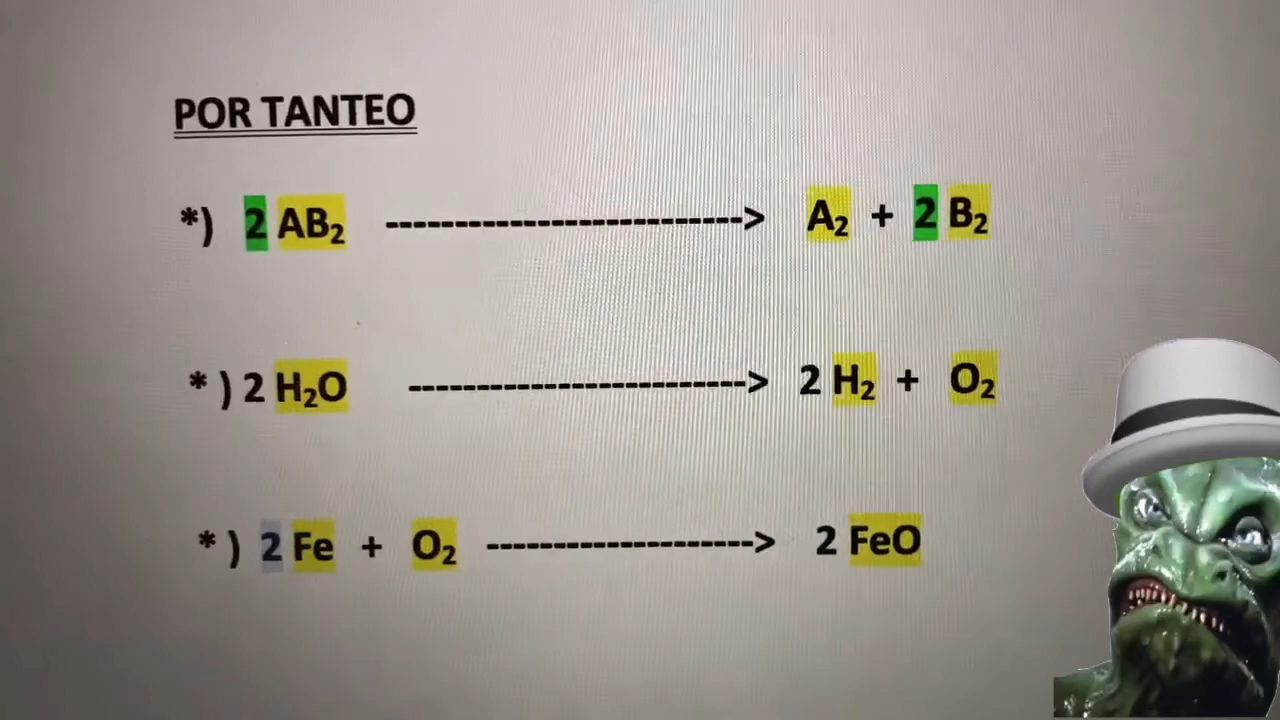 POR TANTEO
*) 2 AB₂ --------------------------> A₂ + 2 B₂
* ) 2 H₂O -------------------------> 2 H₂ + O₂
* ) 2 Fe + O₂ --------------------> 2 FeO